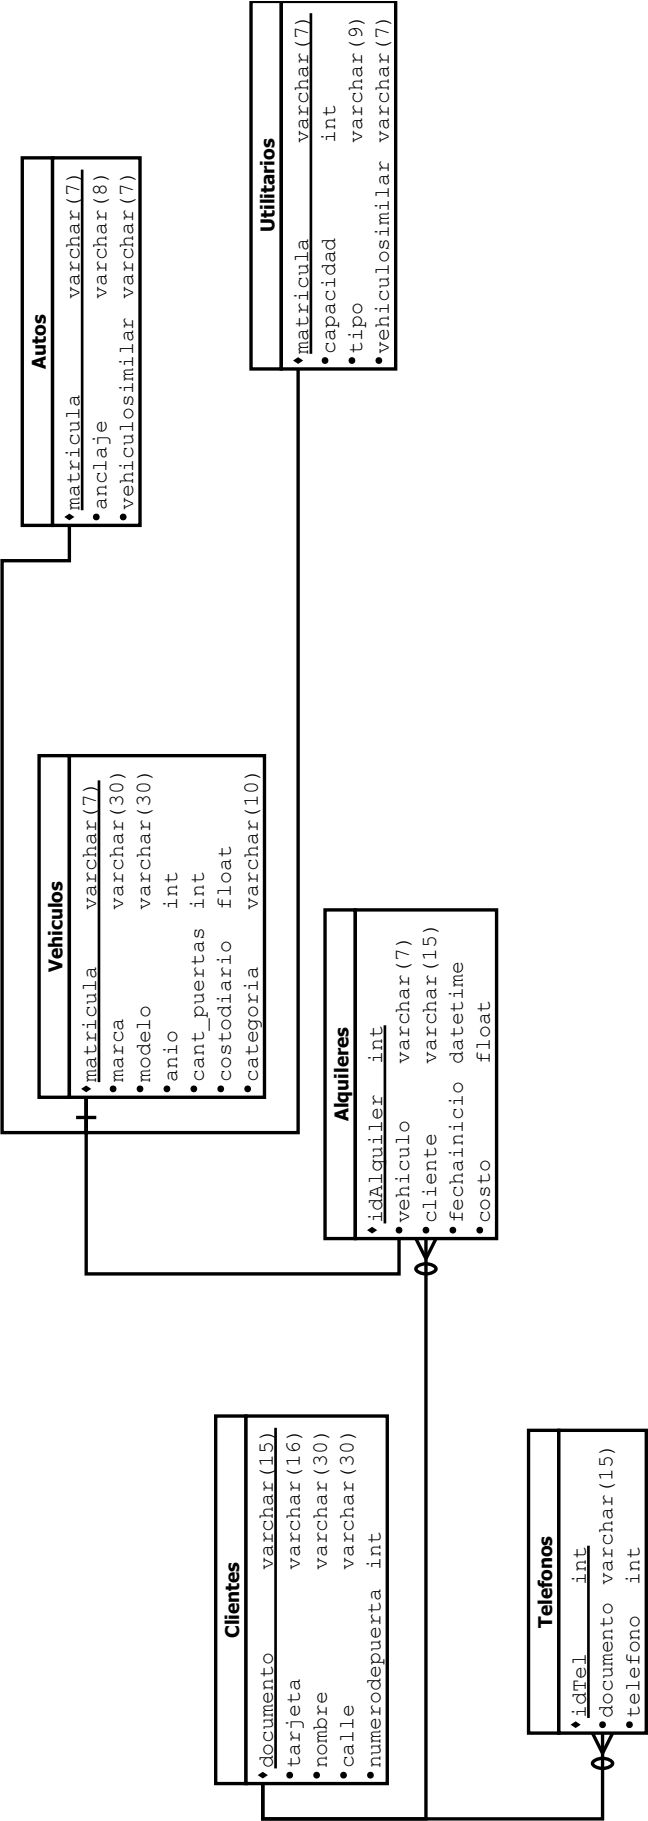 Autos
matricula varchar(7)
anclaje varchar(8)
vehiculosimilar varchar(7)
Utilitarios
matricula varchar(7)
capacidad int
tipo varchar(9)
vehiculosimilar varchar(7)
Vehiculos
matricula varchar(7)
marca varchar(30)
modelo varchar(30)
anio int
cant_puertas int
costodiario float
categoria varchar(10)
Alquileres
idAlquiler int
vehiculo varchar(7)
cliente varchar(15)
fechainicio datetime
costo float
Clientes
documento varchar(15)
tarjeta varchar(16)
nombre varchar(30)
calle varchar(30)
numerodepuerta int
Telefonos
idTel int
documento varchar(15)
telefono int